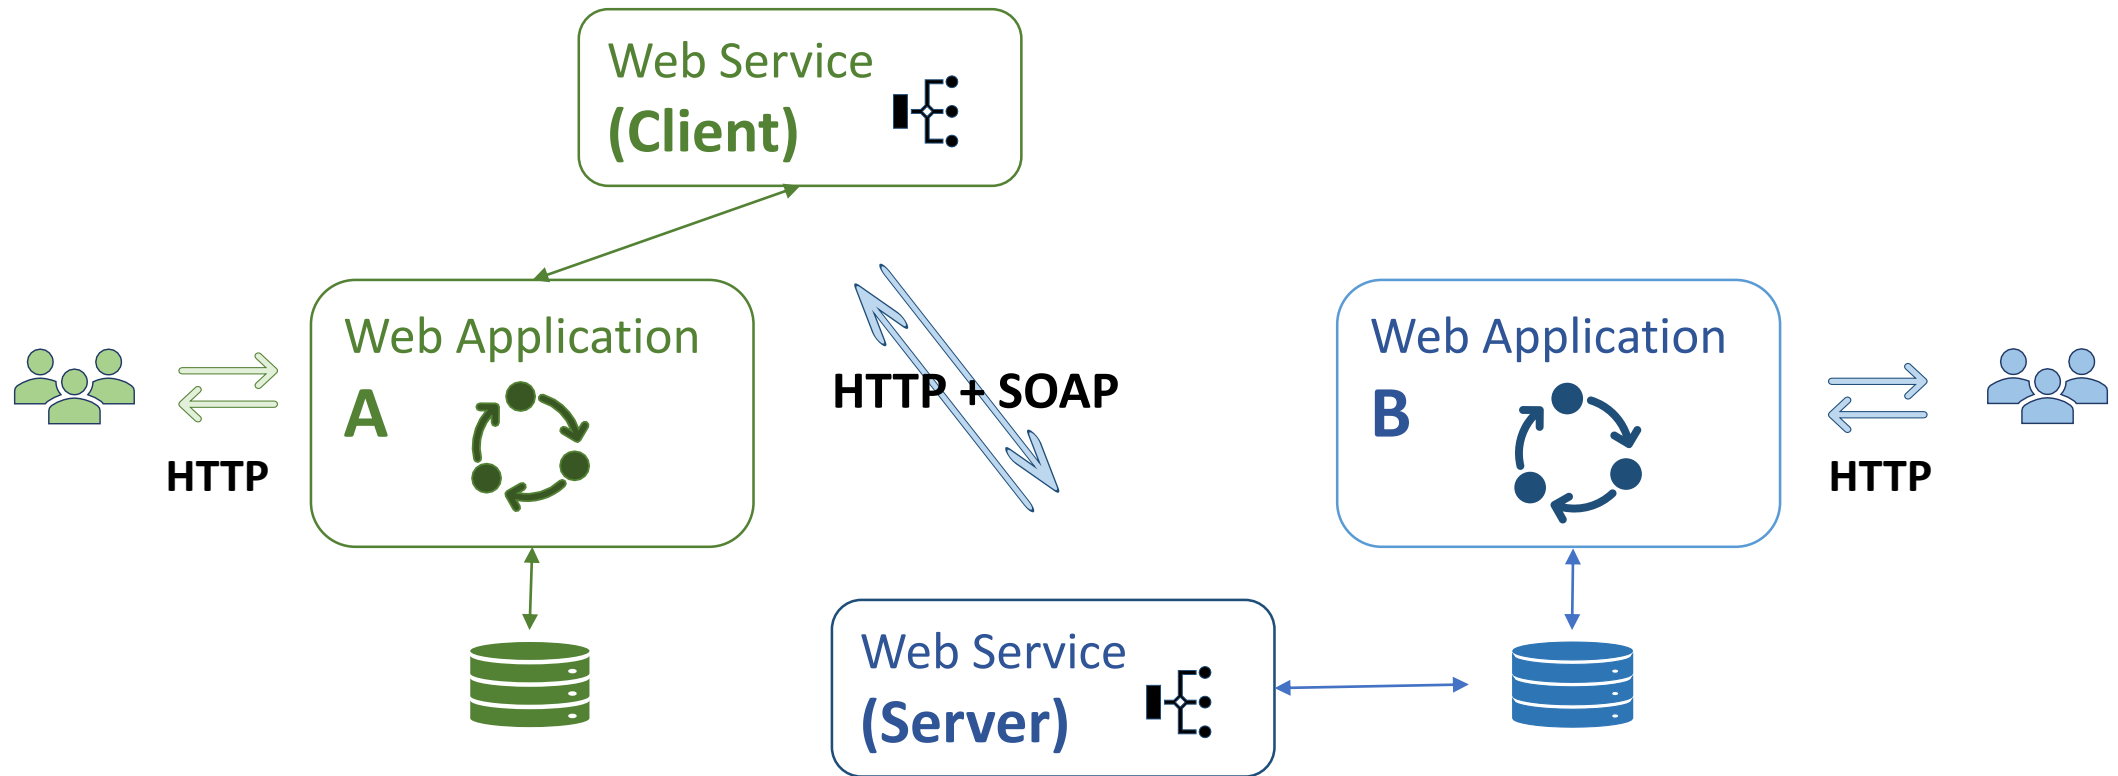 Web Service
(Client)
Web Application
A
HTTP
HTTP + SOAP
Web Application
B
HTTP
Web Service
(Server)